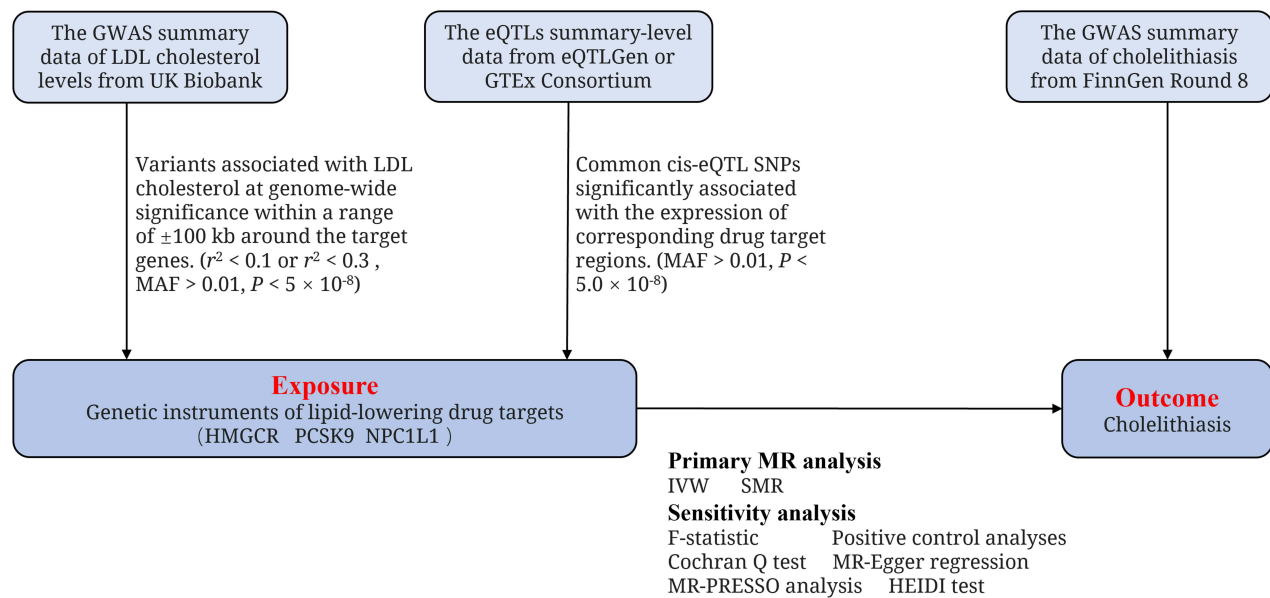 The GWAS summary
data of LDL cholesterol
levels from UK Biobank
The eQTLs summary-level
data from eQTLGen or
GTEx Consortium
The GWAS summary
data of cholelithiasis
from FinnGen Round 8
Variants associated with LDL
cholesterol at genome-wide
significance within a range
of ±100 kb around the target
genes. (r² < 0.1 or r² < 0.3 ,
MAF > 0.01, P < 5 × 10⁻⁸)
Common cis-eQTL SNPs
significantly associated
with the expression of
corresponding drug target
regions. (MAF > 0.01, P <
5.0 × 10⁻⁸)
Exposure
Genetic instruments of lipid-lowering drug targets
(HMGCR PCSK9 NPC1L1 )
Outcome
Cholelithiasis
Primary MR analysis
IVW SMR
Sensitivity analysis
F-statistic Positive control analyses
Cochran Q test MR-Egger regression
MR-PRESSO analysis HEIDI test